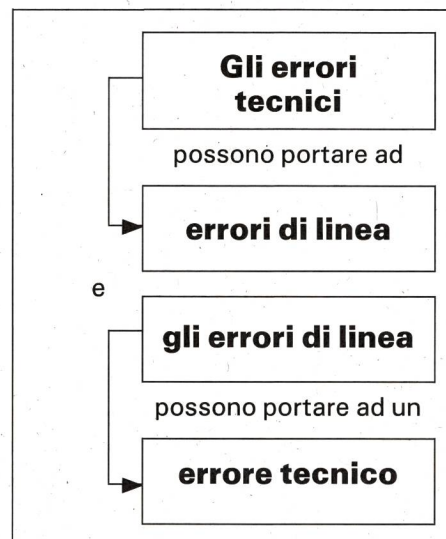 Gli errori
tecnici
possono portare ad
errori di linea
e
gli errori di linea
possono portare ad un
errore tecnico